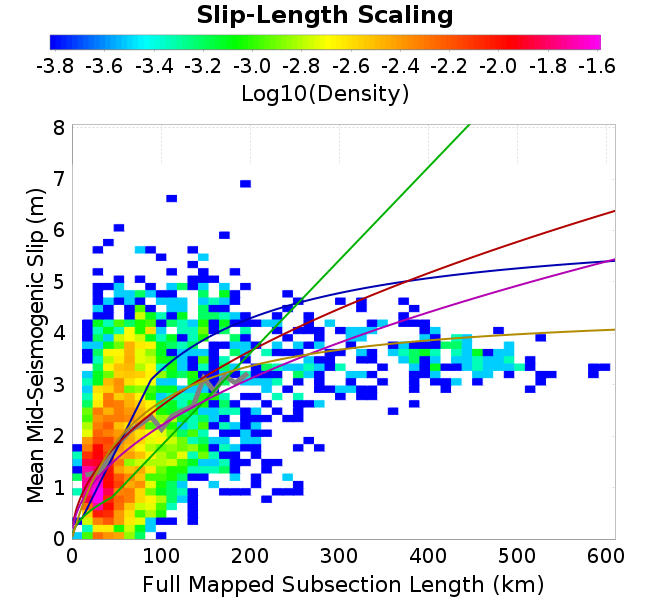 Slip-Length Scaling
-3.8 -3.6 -3.4 -3.2 -3.0 -2.8 -2.6 -2.4 -2.2 -2.0 -1.8 -1.6
Log10(Density)
Mean Mid-Seismogenic Slip (m)
8
7
6
5
4
3
2
1
0
0 100 200 300 400 500 600
Full Mapped Subsection Length (km)